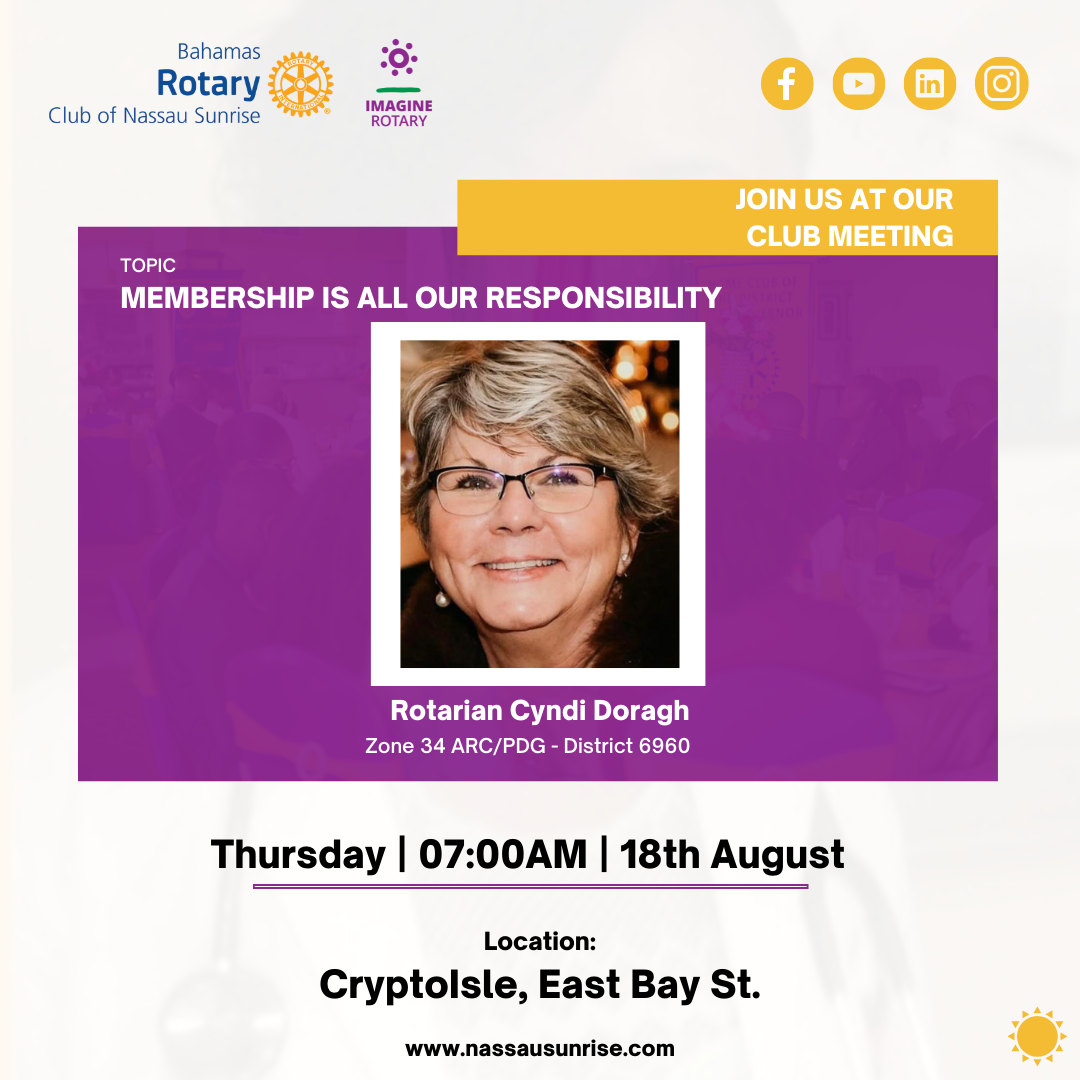 Bahamas
Rotary
Club of Nassau Sunrise
ROTARY
INTERNATIONAL
IMAGINE
ROTARY
JOIN US AT OUR
CLUB MEETING
TOPIC
MEMBERSHIP IS ALL OUR RESPONSIBILITY
Rotarian Cyndi Doragh
Zone 34 ARC/PDG - District 6960
Thursday | 07:00AM | 18th August
Location:
CryptoIsle, East Bay St.
www.nassausunrise.com